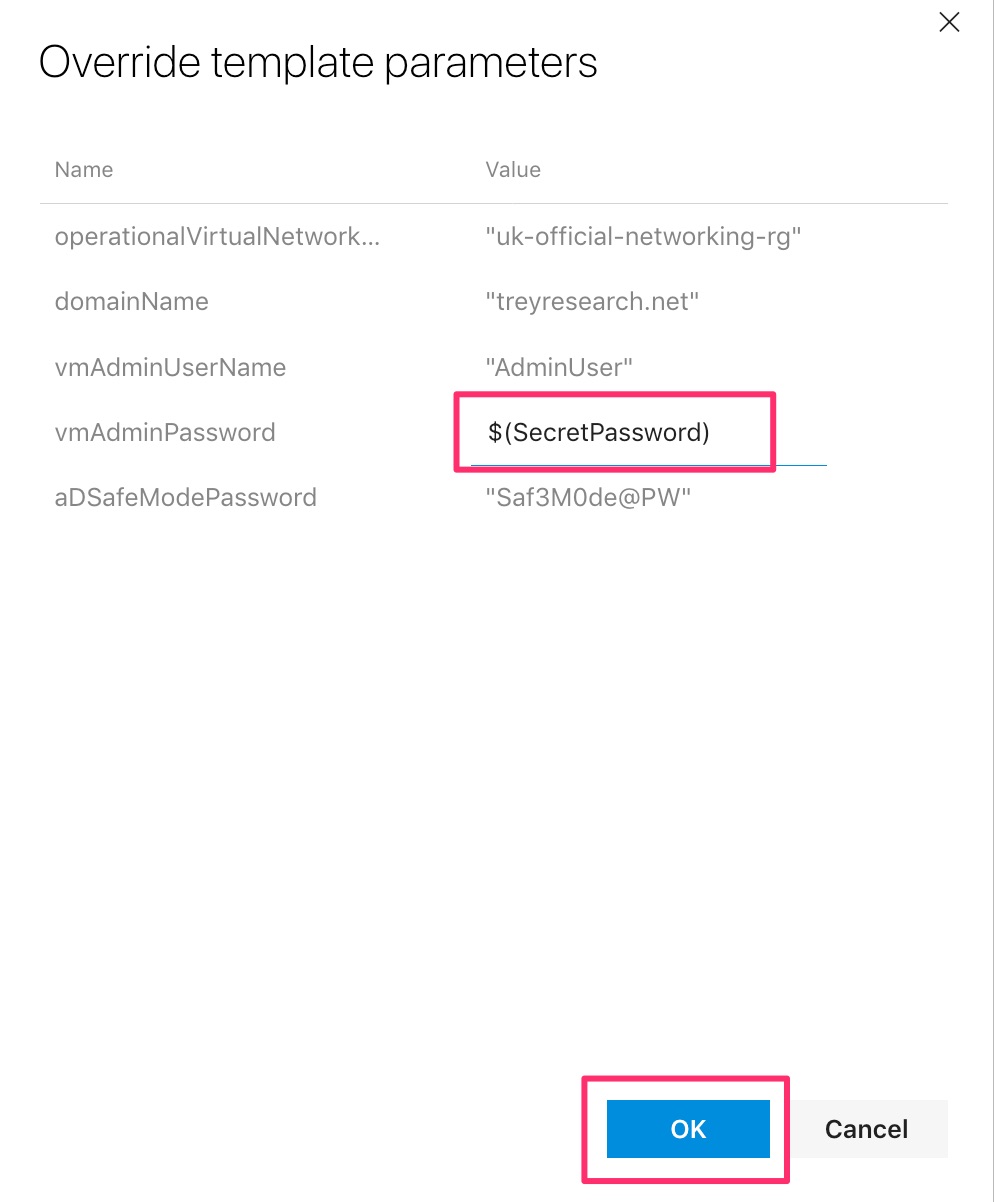 Override template parameters
Name Value
operationalVirtualNetwork... "uk-official-networking-rg"
domainName "treyresearch.net"
vmAdminUserName "AdminUser"
vmAdminPassword $(SecretPassword)
aDSafeModePassword "Saf3M0de@PW"
OK Cancel